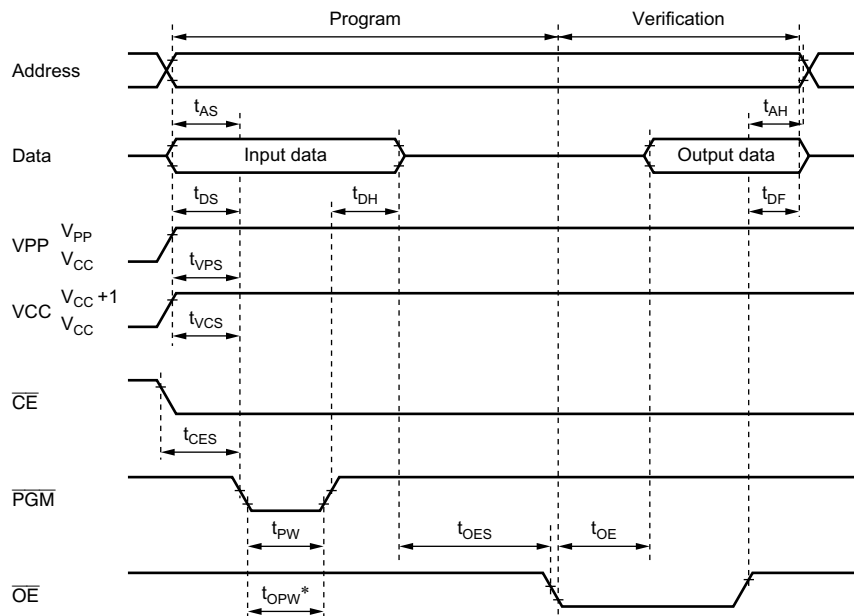 Program
Verification
Address
tAS
tAH
Data
Input data
Output data
tDS
tDH
tDF
VPP
VPP
VCC
tVPS
VCC
VCC +1
VCC
tVCS
CE
tCES
PGM
tPW
tOES
tOE
OE
tOPW*